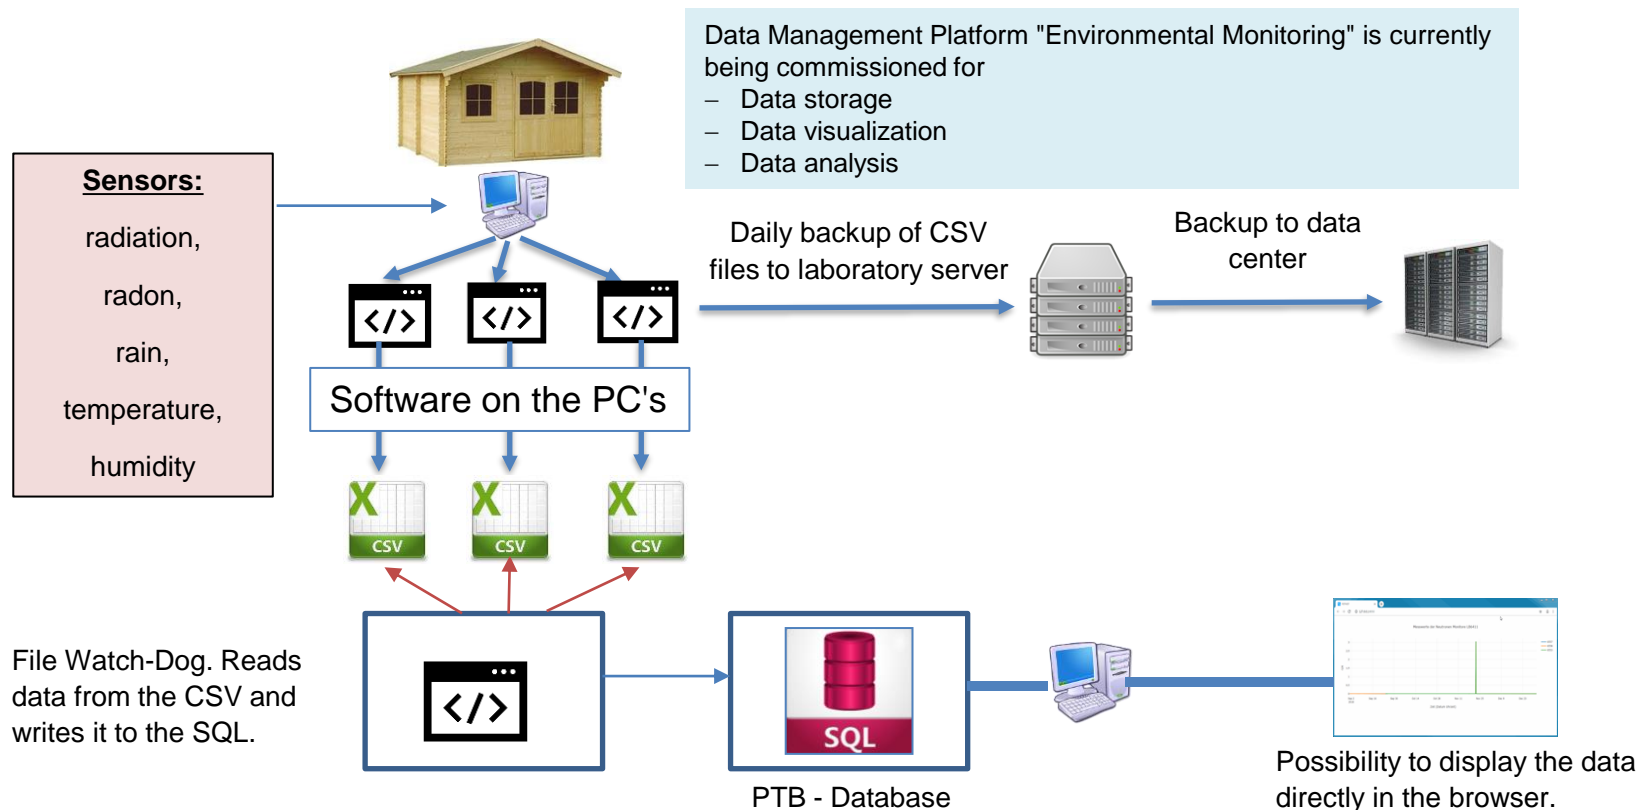 Data Management Platform "Environmental Monitoring" is currently
being commissioned for
– Data storage
– Data visualization
– Data analysis
Sensors:
radiation,
radon,
rain,
temperature,
humidity
Daily backup of CSV
files to laboratory server
Backup to data
center
</>
</>
</>
Software on the PC's
X
CSV
X
CSV
X
CSV
File Watch-Dog. Reads
data from the CSV and
writes it to the SQL.
</>
SQL
PTB - Database
Possibility to display the data
directly in the browser.